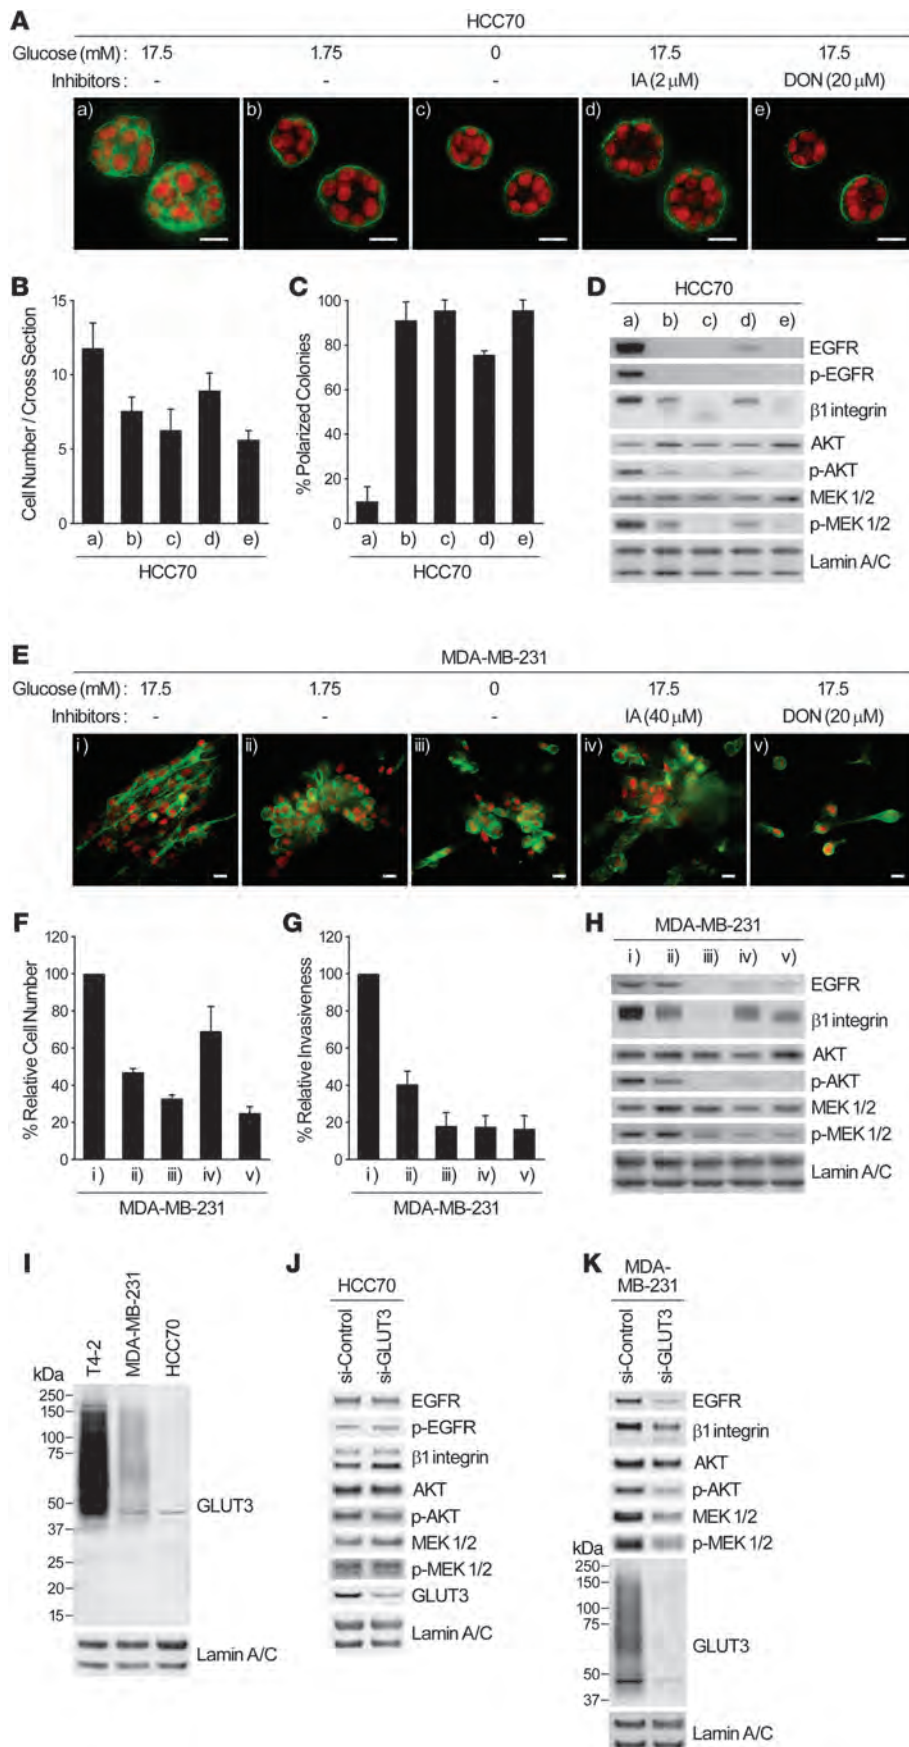 A
HCC70
Glucose (mM) : 17.5 1.75 0 17.5 17.5
Inhibitors : - - - IA (2 μM) DON (20 μM)
a) b) c) d) e)
B
Cell Number / Cross Section
15
10
5
0
a) b) c) d) e)
HCC70
C
% Polarized Colonies
100
80
60
40
20
0
a) b) c) d) e)
HCC70
D
HCC70
a) b) c) d) e)
EGFR
p-EGFR
β1 integrin
AKT
p-AKT
MEK 1/2
p-MEK 1/2
Lamin A/C
E
MDA-MB-231
Glucose (mM) : 17.5 1.75 0 17.5 17.5
Inhibitors : - - - IA (40 μM) DON (20 μM)
i) ii) iii) iv) v)
F
% Relative Cell Number
120
100
80
60
40
20
0
i) ii) iii) iv) v)
MDA-MB-231
G
% Relative Invasiveness
120
100
80
60
40
20
0
i) ii) iii) iv) v)
MDA-MB-231
H
MDA-MB-231
i) ii) iii) iv) v)
EGFR
β1 integrin
AKT
p-AKT
MEK 1/2
p-MEK 1/2
Lamin A/C
I
T4-2
MDA-MB-231
HCC70
kDa
250
150
100
75
50
37
25
20
15
GLUT3
Lamin A/C
J
HCC70
si-Control
si-GLUT3
EGFR
p-EGFR
β1 integrin
AKT
p-AKT
MEK 1/2
p-MEK 1/2
GLUT3
Lamin A/C
K
MDA-
MB-231
si-Control
si-GLUT3
EGFR
β1 integrin
AKT
p-AKT
MEK 1/2
p-MEK 1/2
kDa
250
150
100
75
50
37
GLUT3
Lamin A/C